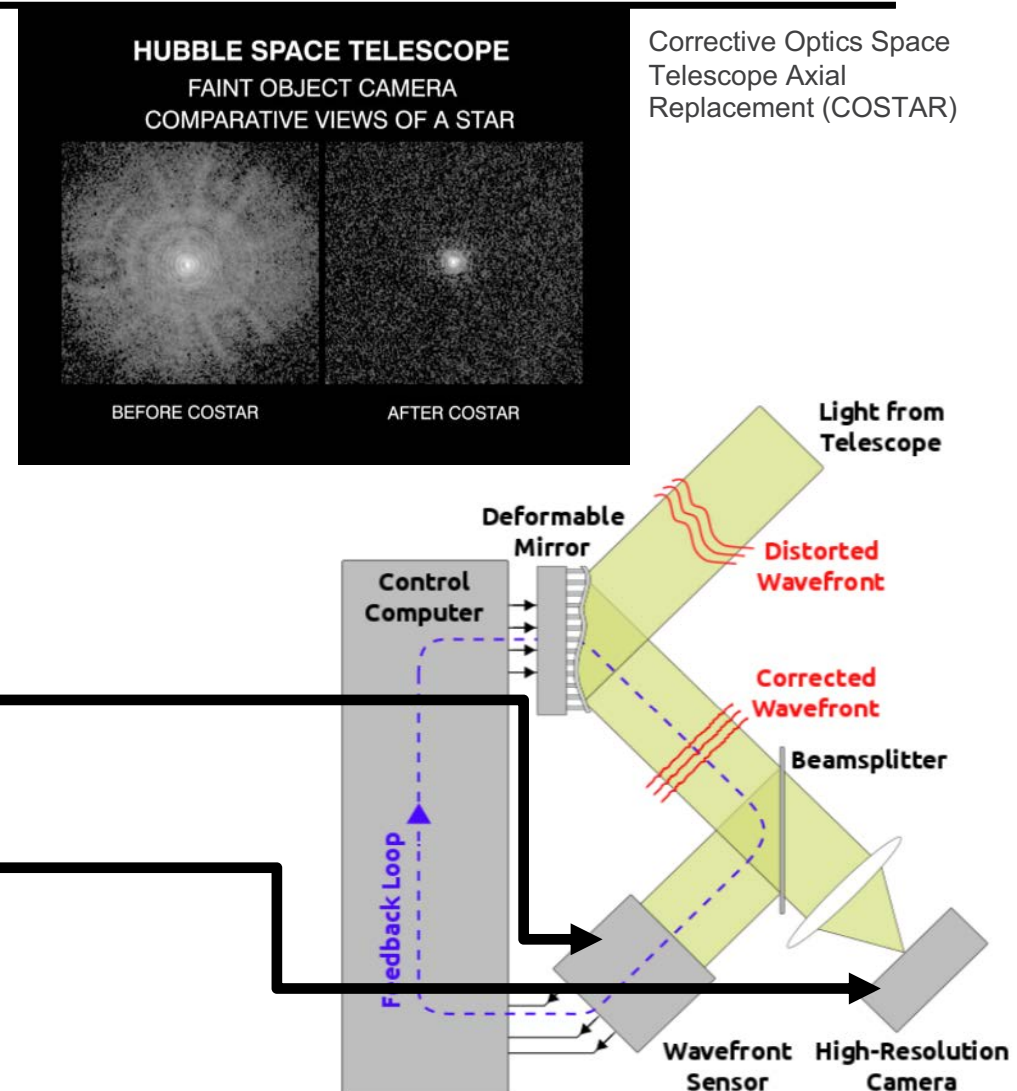 HUBBLE SPACE TELESCOPE
FAINT OBJECT CAMERA
COMPARATIVE VIEWS OF A STAR
BEFORE COSTAR
AFTER COSTAR
Corrective Optics Space
Telescope Axial
Replacement (COSTAR)
Light from
Telescope
Deformable
Mirror
Distorted
Wavefront
Control
Computer
Corrected
Wavefront
Beamsplitter
Feedback Loop
Wavefront
Sensor
High-Resolution
Camera